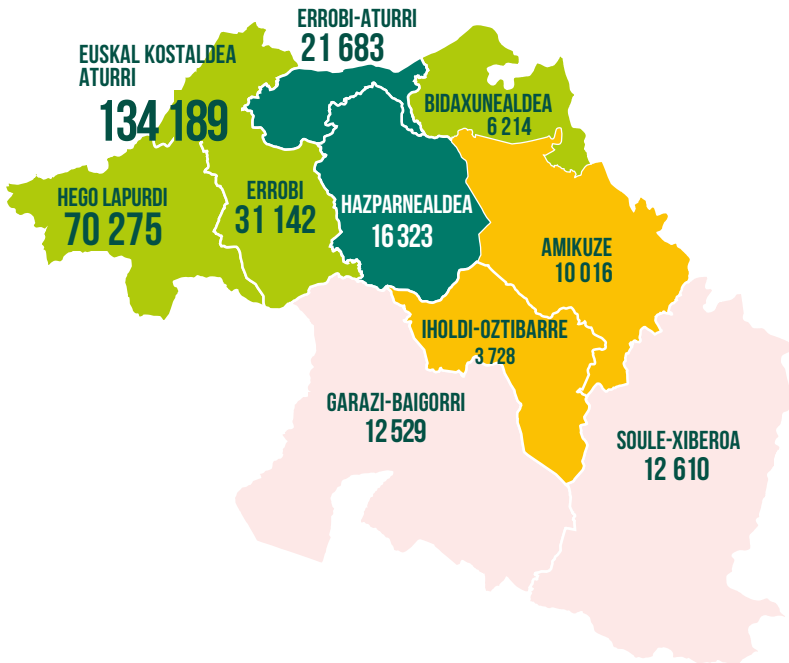 ERROBI-ATURRI
21 683
EUSKAL KOSTALDEA
ATURRI
134 189
BIDAXUNEALDEA
6 214
HEGO LAPURDI
70 275
ERROBI
31 142
HAZPARNEALDEA
16 323
AMIKUZE
10 016
IHOLDI-OZTIBARRE
3 728
GARAZI-BAIGORRI
12 529
SOULE-XIBEROA
12 610